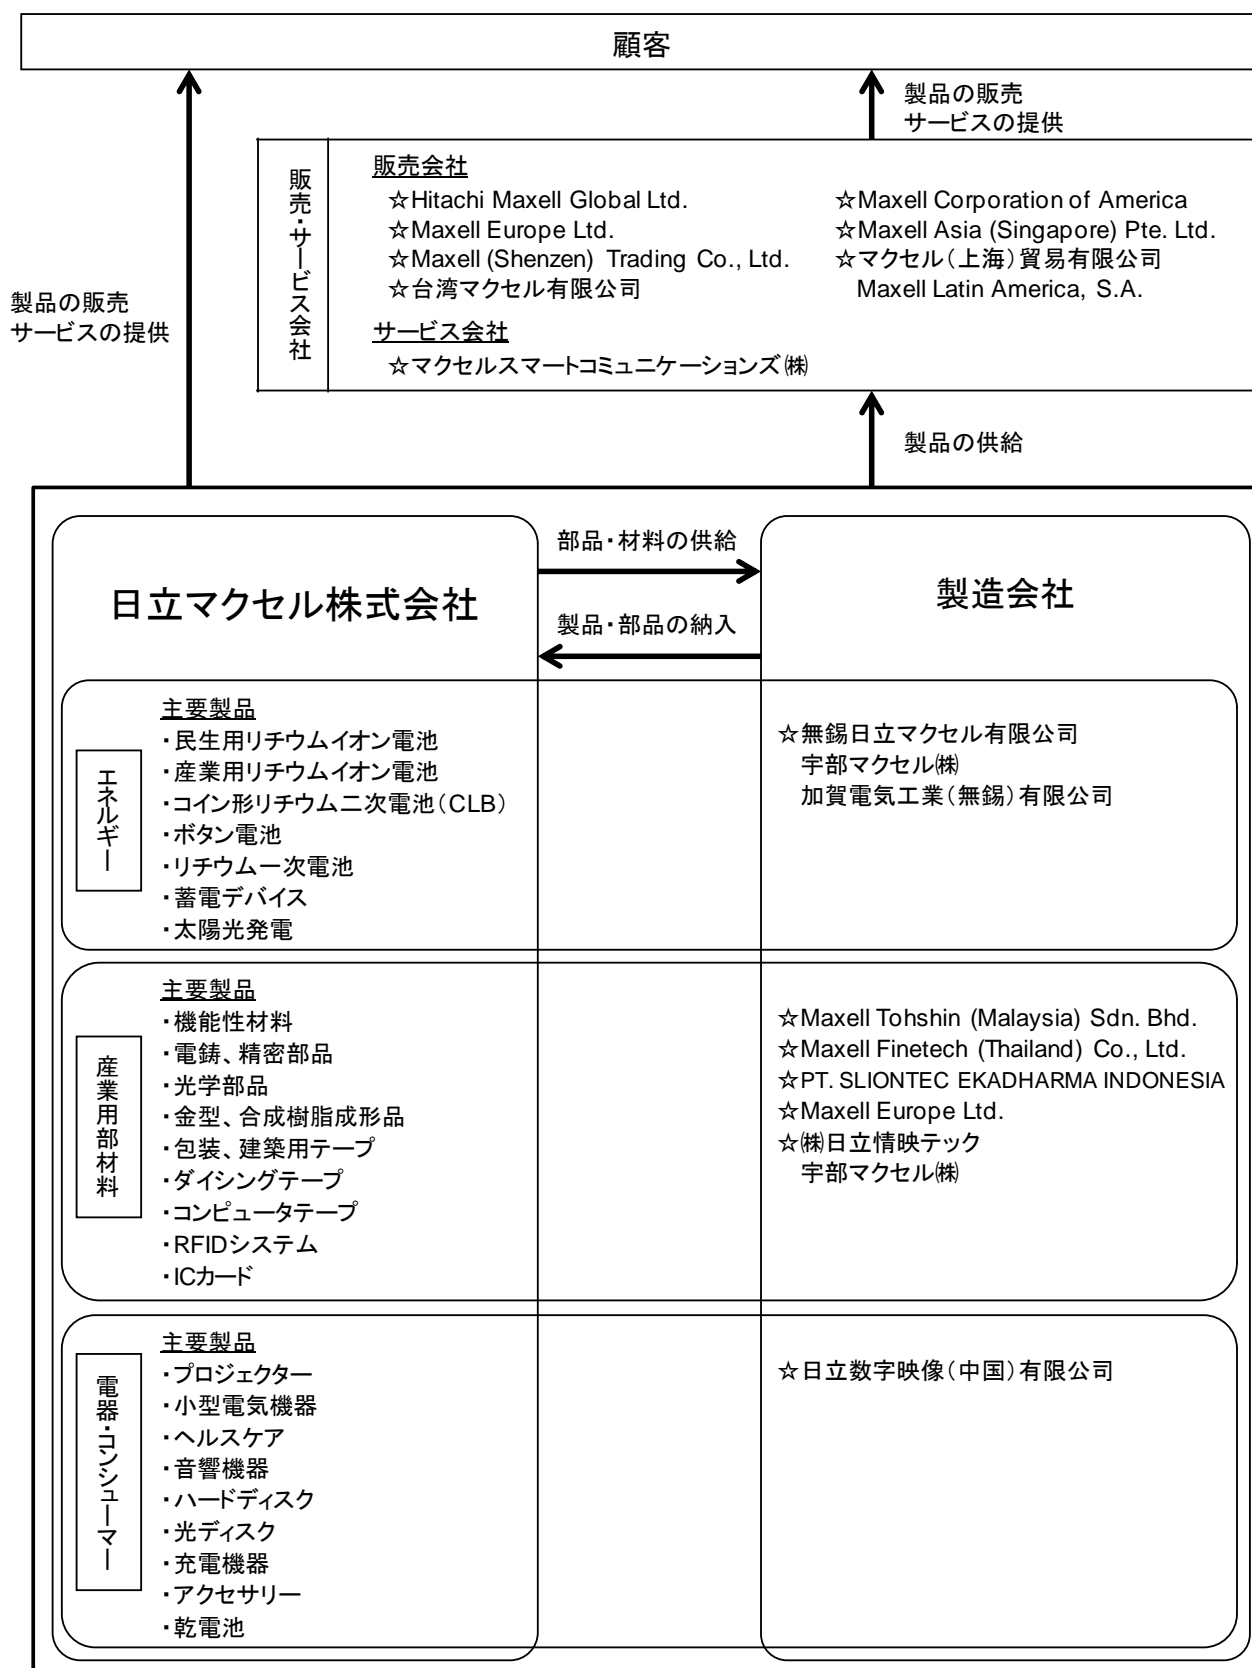 顧客
製品の販売
サービスの提供
販売・サービス会社
販売会社
☆Hitachi Maxell Global Ltd.
☆Maxell Corporation of America
☆Maxell Europe Ltd.
☆Maxell Asia (Singapore) Pte. Ltd.
☆Maxell (Shenzen) Trading Co., Ltd.
☆マクセル(上海)貿易有限公司
☆台湾マクセル有限公司
Maxell Latin America, S.A.
サービス会社
☆マクセルスマートコミュニケーションズ㈱
製品の販売
サービスの提供
製品の供給
日立マクセル株式会社
部品・材料の供給
製品・部品の納入
製造会社
エネルギー
主要製品
・民生用リチウムイオン電池
・産業用リチウムイオン電池
・コイン形リチウム二次電池(CLB)
・ボタン電池
・リチウム一次電池
・蓄電デバイス
・太陽光発電
☆無錫日立マクセル有限公司
宇部マクセル㈱
加賀電気工業(無錫)有限公司
産業用部材料
主要製品
・機能性材料
・電鋳、精密部品
・光学部品
・金型、合成樹脂成形品
・包装、建築用テープ
・ダイシングテープ
・コンピュータテープ
・RFIDシステム
・ICカード
☆Maxell Tohshin (Malaysia) Sdn. Bhd.
☆Maxell Finetech (Thailand) Co., Ltd.
☆PT. SLIONTEC EKADHARMA INDONESIA
☆Maxell Europe Ltd.
☆㈱日立情映テック
宇部マクセル㈱
電器・コンシューマー
主要製品
・プロジェクター
・小型電気機器
・ヘルスケア
・音響機器
・ハードディスク
・光ディスク
・充電機器
・アクセサリー
・乾電池
☆日立数字映像(中国)有限公司